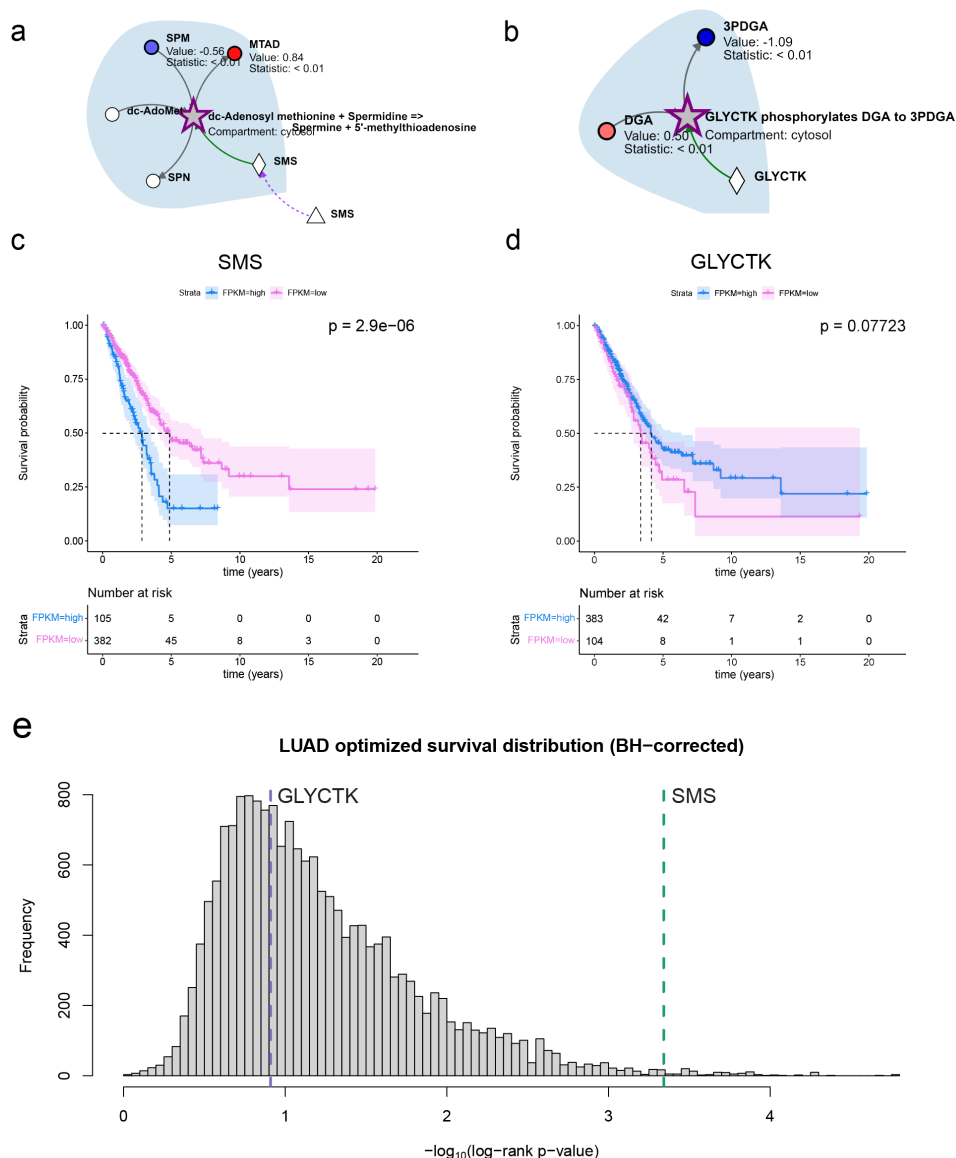 a
SPM
Value: -0.56
Statistic: < 0.01
MTAD
Value: 0.84
Statistic: < 0.01
dc-AdoMet
dc-Adenosyl methionine + Spermidine =>
Spermine + 5'-methylthioadenosine
Compartment: cytosol
SMS
SPN
SMS
b
3PDGA
Value: -1.09
Statistic: < 0.01
DGA
Value: 0.50
Statistic: < 0.01
GLYCTK phosphorylates DGA to 3PDGA
Compartment: cytosol
GLYCTK
c
SMS
Strata FPKM=high FPKM=low
p = 2.9e-06
Survival probability
1.00
0.75
0.50
0.25
0.00
0 5 10 15 20
time (years)
Number at risk
Strata
FPKM=high 105 5 0 0 0
FPKM=low 382 45 8 3 0
0 5 10 15 20
time (years)
d
GLYCTK
Strata FPKM=high FPKM=low
p = 0.07723
Survival probability
1.00
0.75
0.50
0.25
0.00
0 5 10 15 20
time (years)
Number at risk
Strata
FPKM=high 383 42 7 2 0
FPKM=low 104 8 1 1 0
0 5 10 15 20
time (years)
e
LUAD optimized survival distribution (BH−corrected)
GLYCTK
SMS
Frequency
800
600
400
200
0
0 1 2 3 4
−log₁₀(log−rank p−value)